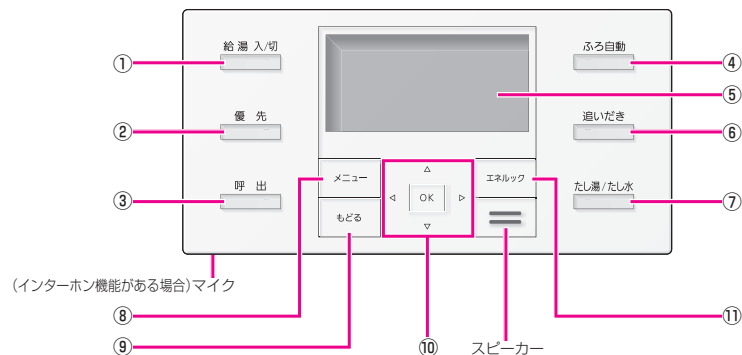 給湯 入/切
ふろ自動
①
④
⑤
優 先
追いだき
②
⑥
メニュー
エネルック
呼 出
OK
たし湯/たし水
③
⑦
もどる
(インターホン機能がある場合)マイク
⑧
⑪
⑨
⑩
スピーカー